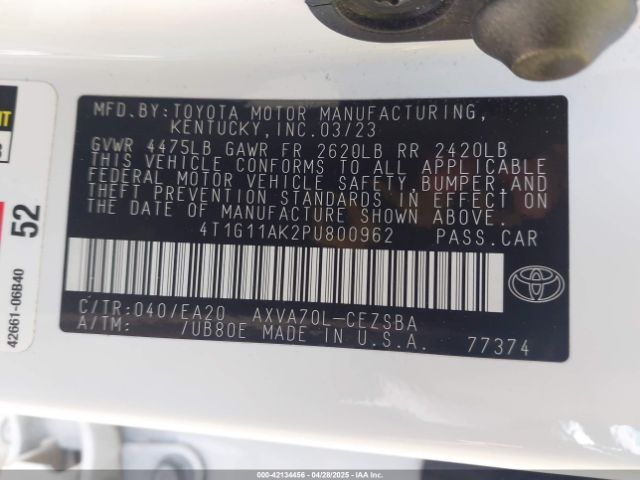 MFD.BY:TOYOTA MOTOR MANUFACTURING,
KENTUCKY,INC.03/23
GVWR 4475LB GAWR FR 2620LB RR 2420LB
THIS VEHICLE CONFORMS TO ALL APPLICABLE
FEDERAL MOTOR VEHICLE SAFETY,BUMPER,AND
THEFT PREVENTION STANDARDS IN EFFECT ON
THE DATE OF MANUFACTURE SHOWN ABOVE.
4T1G11AK2PU800962 PASS.CAR
C/TR:040/EA20 AXVA70L-CEZSBA
A/TM: /UB80E MADE IN U.S.A. 77374
52
42661-06B40
000-42134456 | 04/28/2025 | IAAI.COM